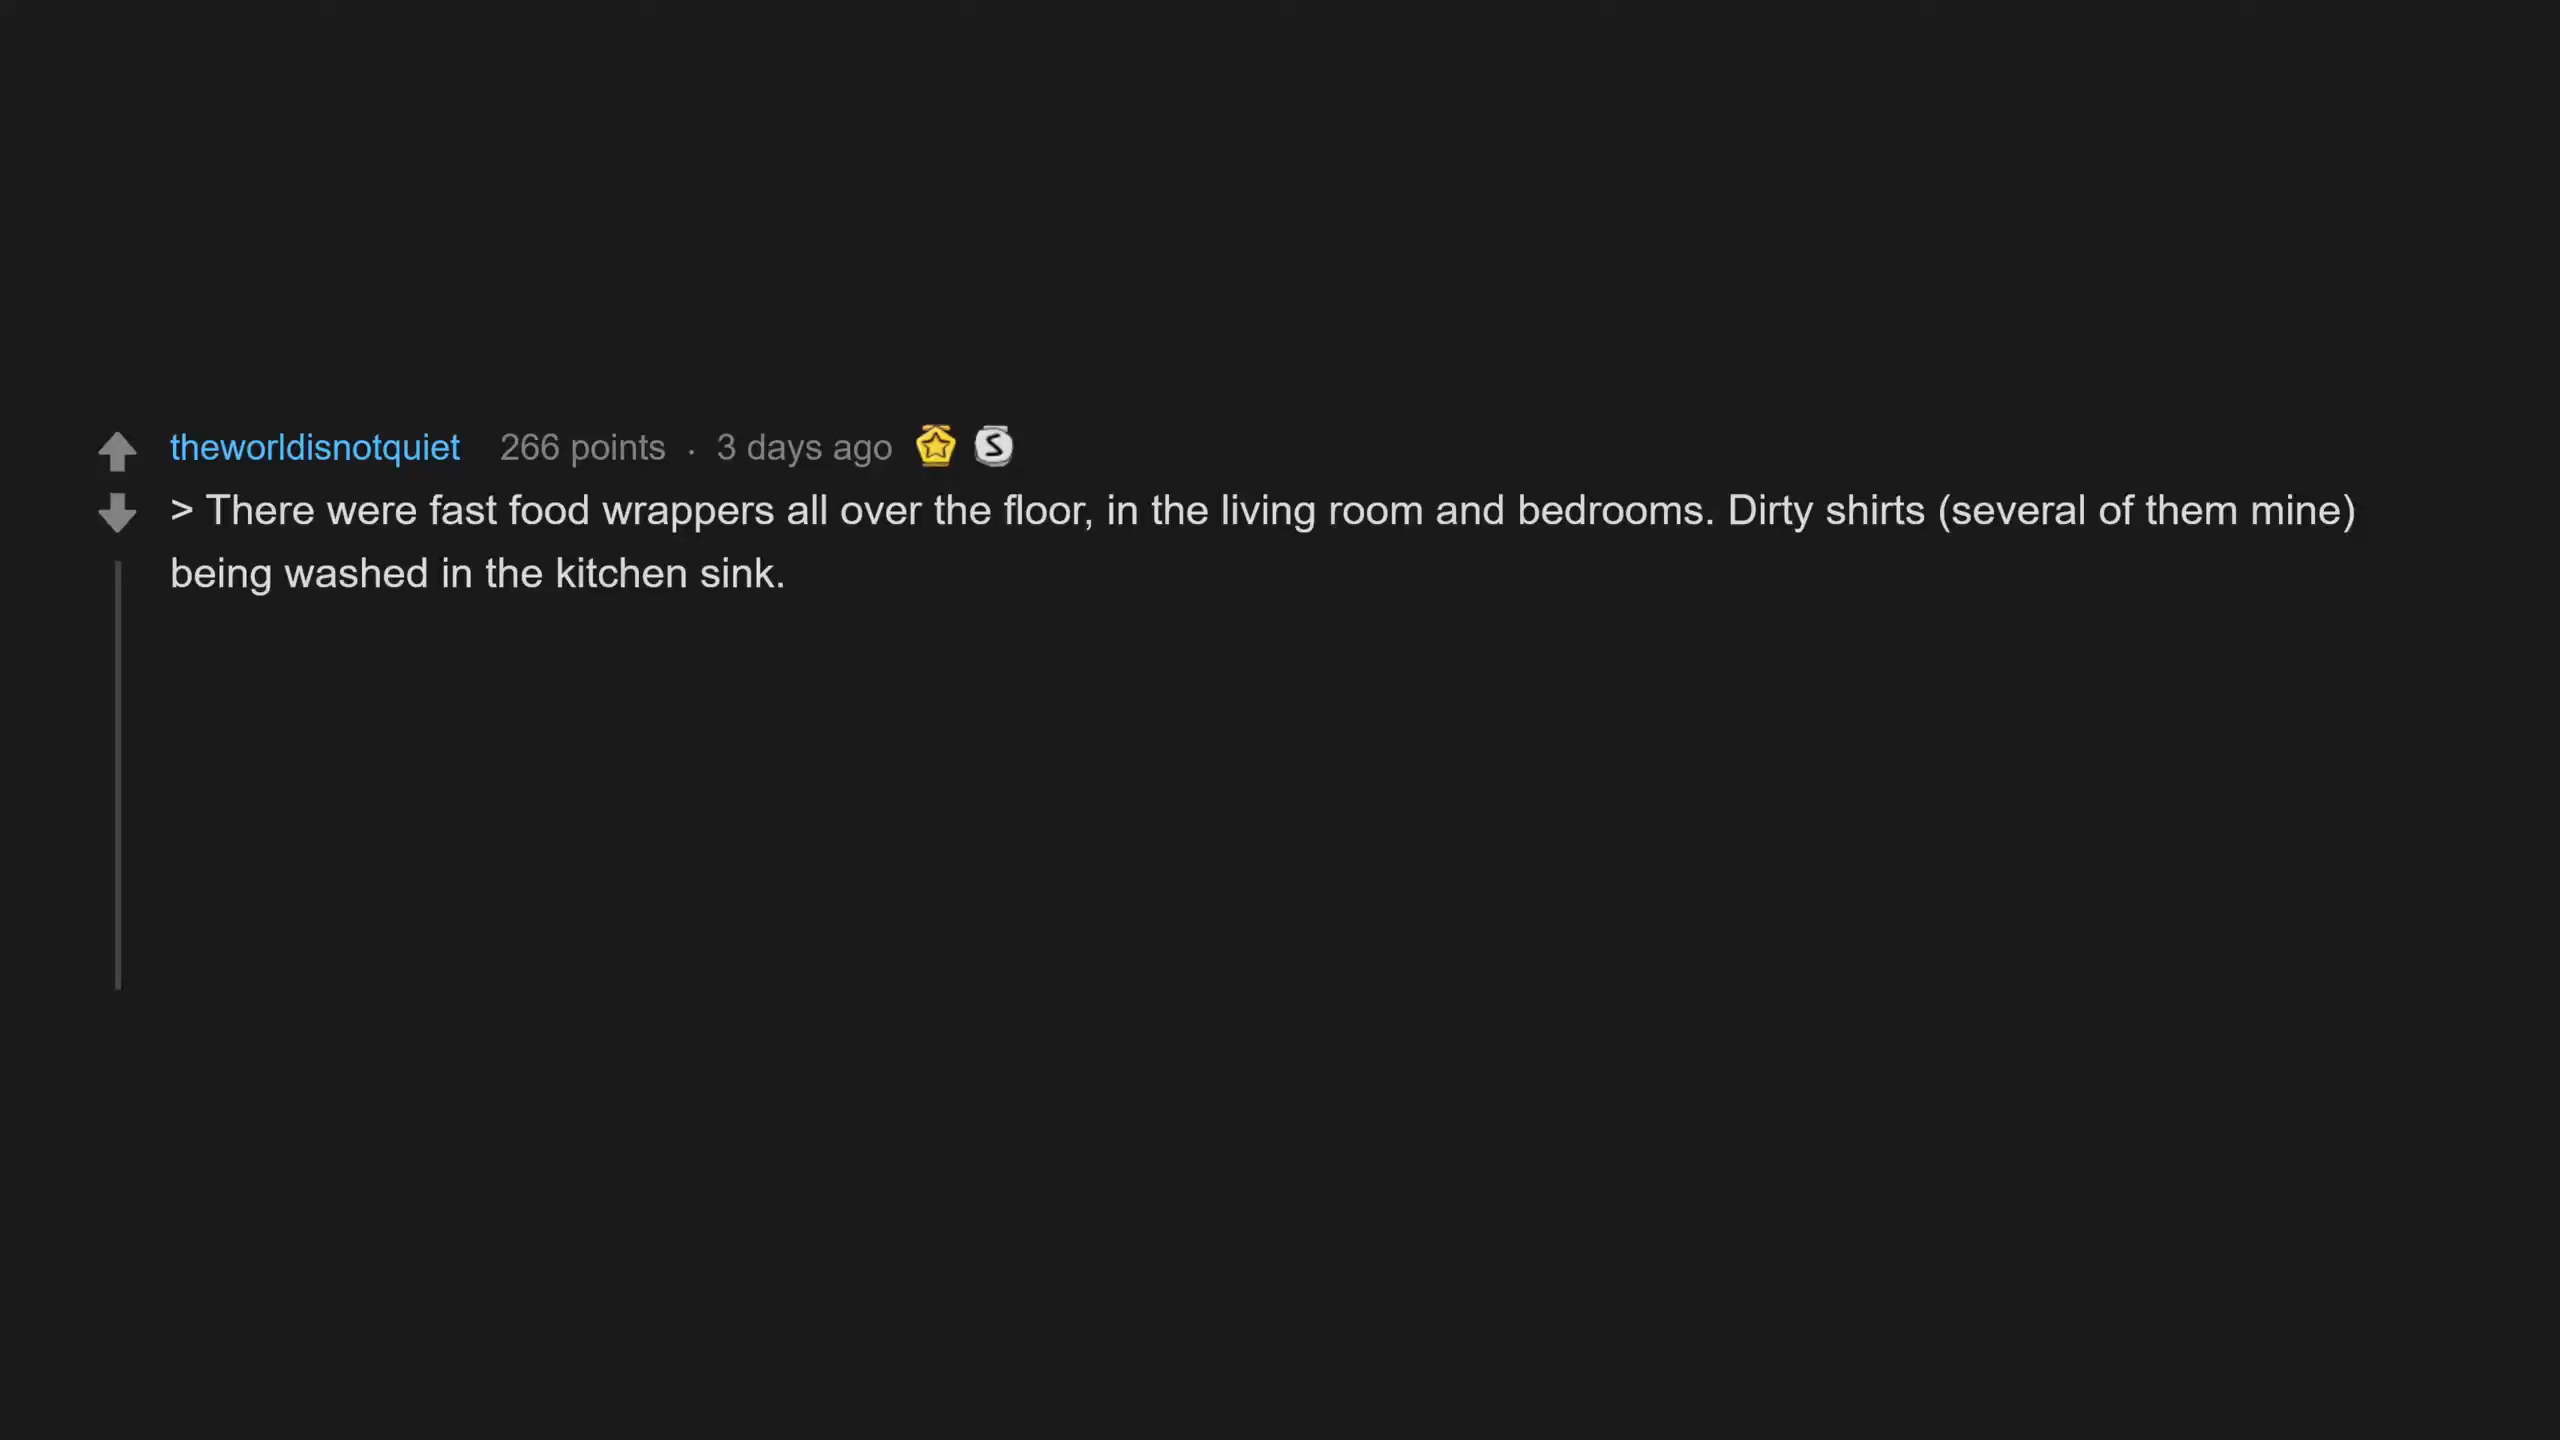 theworldisnotquiet 266 points . 3 days ago S
> There were fast food wrappers all over the floor, in the living room and bedrooms. Dirty shirts (several of them mine)
being washed in the kitchen sink.